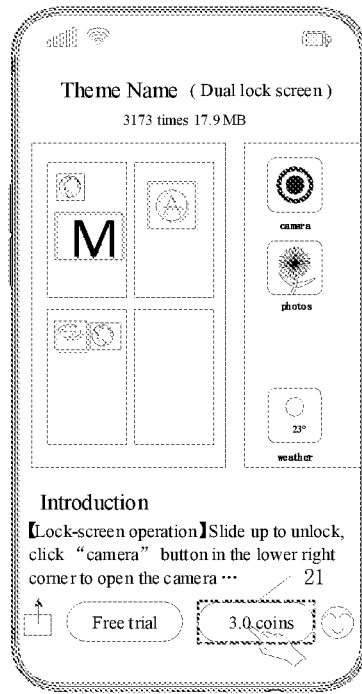 Theme Name ( Dual lock screen )
3173 times 17.9 MB
A
M
camera
photos
23°
weather
Introduction
【Lock-screen operation】Slide up to unlock,
click “camera” button in the lower right
corner to open the camera ···
21
Free trial
3.0 coins